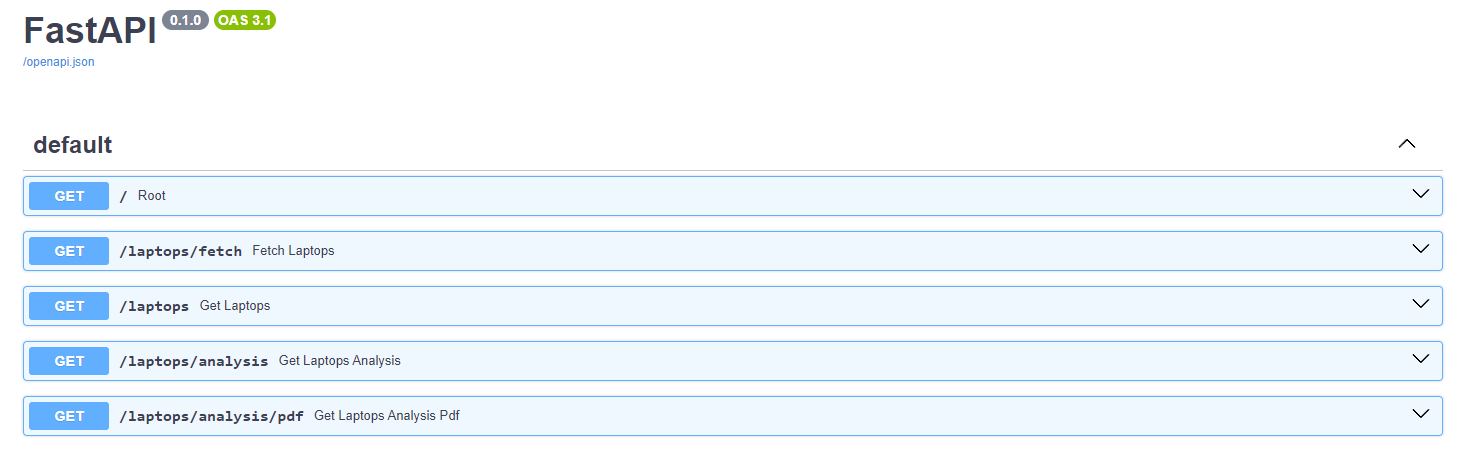 FastAPI 0.1.0 OAS 3.1
/openapi.json
default
GET / Root
GET /laptops/fetch Fetch Laptops
GET /laptops Get Laptops
GET /laptops/analysis Get Laptops Analysis
GET /laptops/analysis/pdf Get Laptops Analysis Pdf